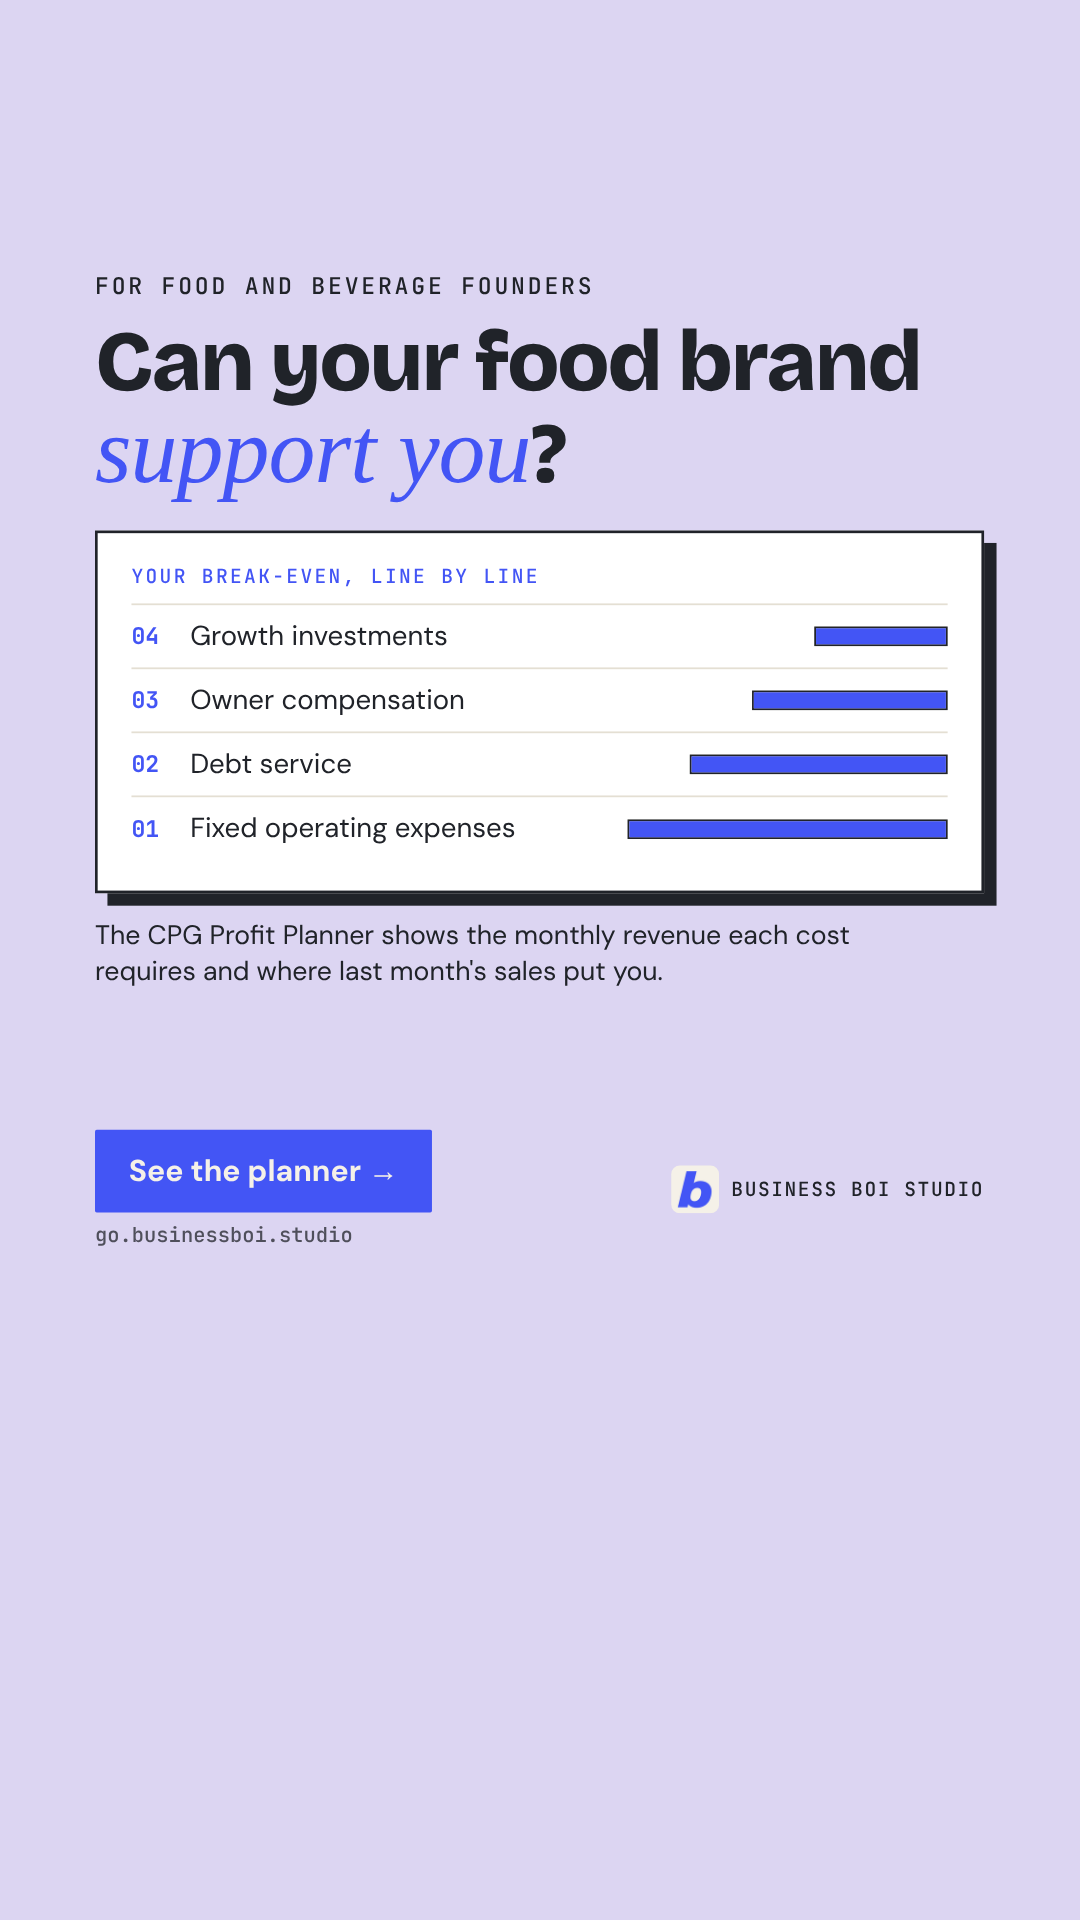 FOR FOOD AND BEVERAGE FOUNDERS
Can your food brand
support you?
YOUR BREAK-EVEN, LINE BY LINE
04 Growth investments
03 Owner compensation
02 Debt service
01 Fixed operating expenses
The CPG Profit Planner shows the monthly revenue each cost
requires and where last month's sales put you.
See the planner →
b BUSINESS BOI STUDIO
go.businessboi.studio